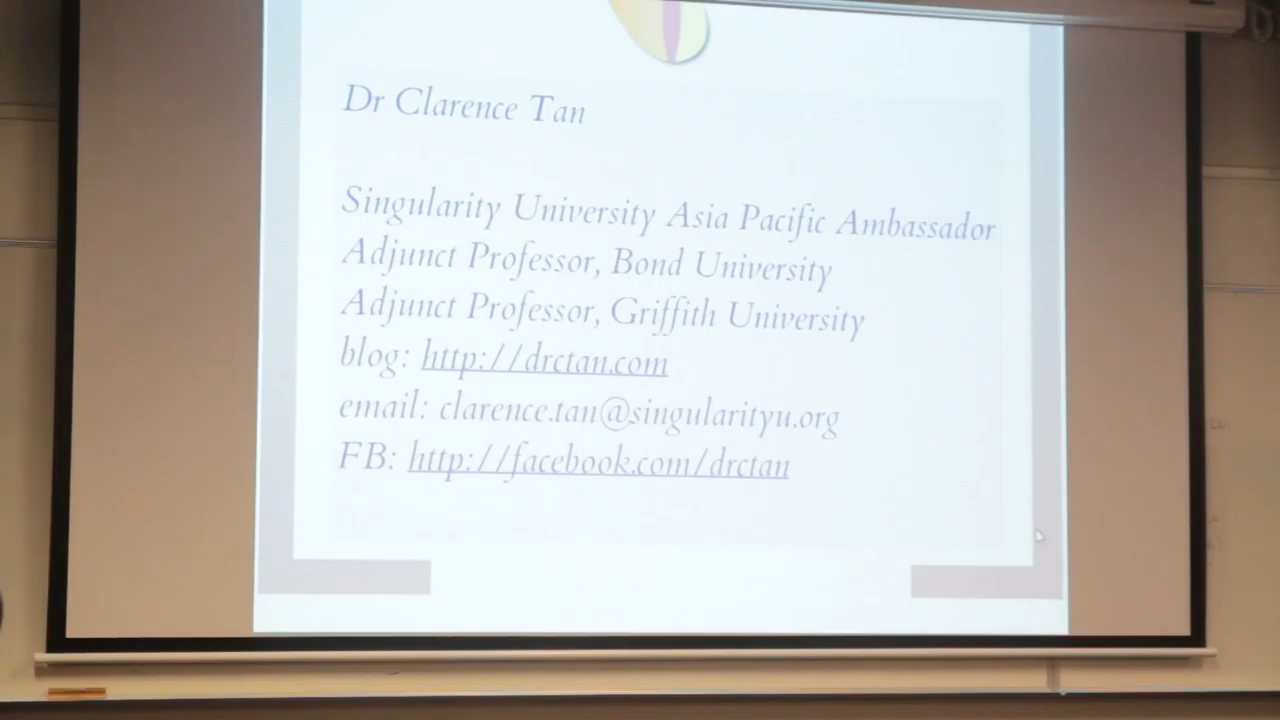 Dr Clarence Tan
Singularity University Asia Pacific Ambassador
Adjunct Professor, Bond University
Adjunct Professor, Griffith University
blog: http://drctan.com
email: clarence.tan@singularityu.org
FB: http://facebook.com/drctan